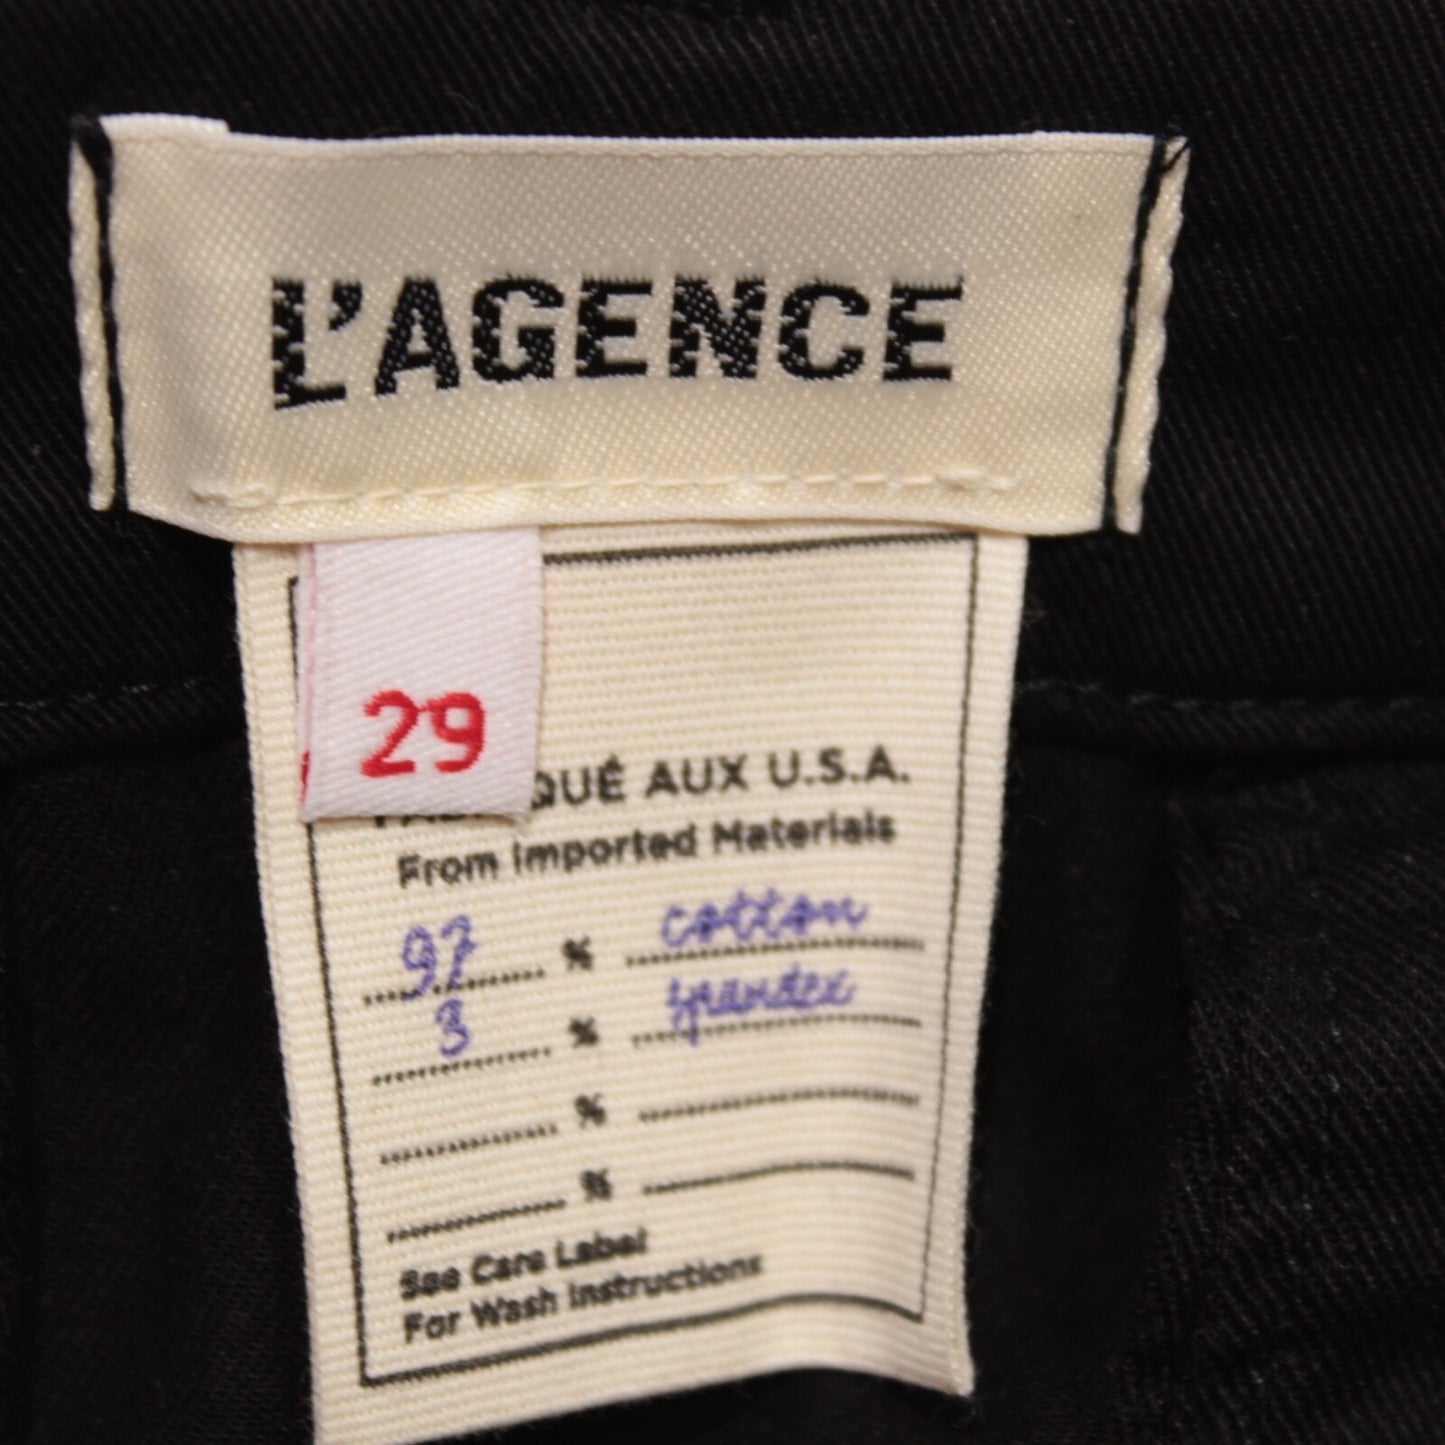 L'AGENCE
29
QUÉ AUX U.S.A.
From Imported Materials
97 % cotton
3 % spandex
%
%
See Care Label
For Wash Instructions